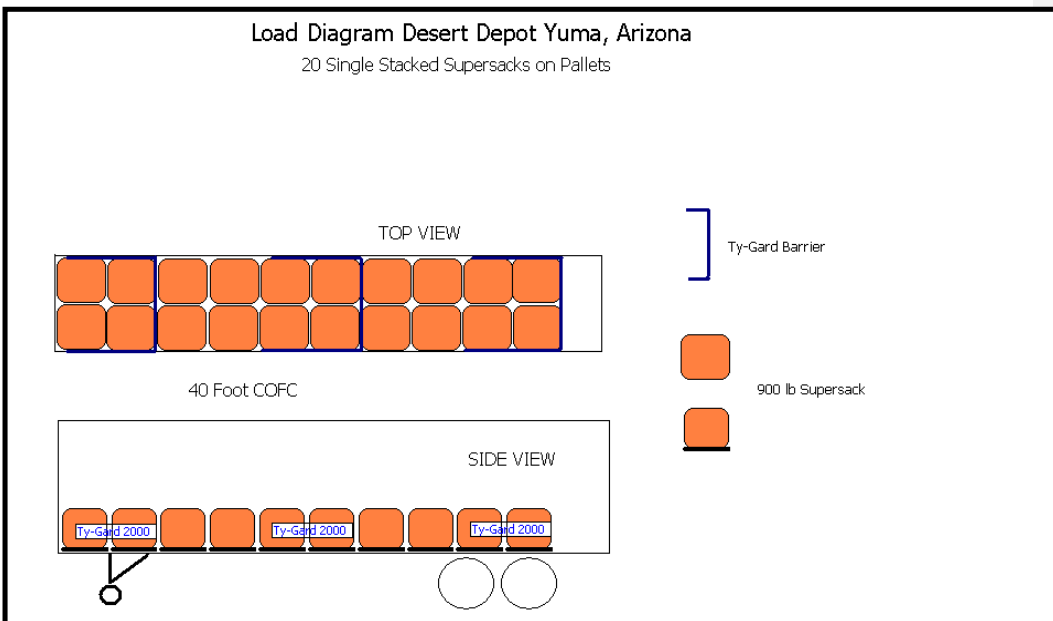 Load Diagram Desert Depot Yuma, Arizona
20 Single Stacked Supersacks on Pallets
TOP VIEW
Ty-Gard Barrier
40 Foot COFC
900 lb Supersack
SIDE VIEW
Ty-Gard 2000
Ty-Gard 2000
Ty-Gard 2000